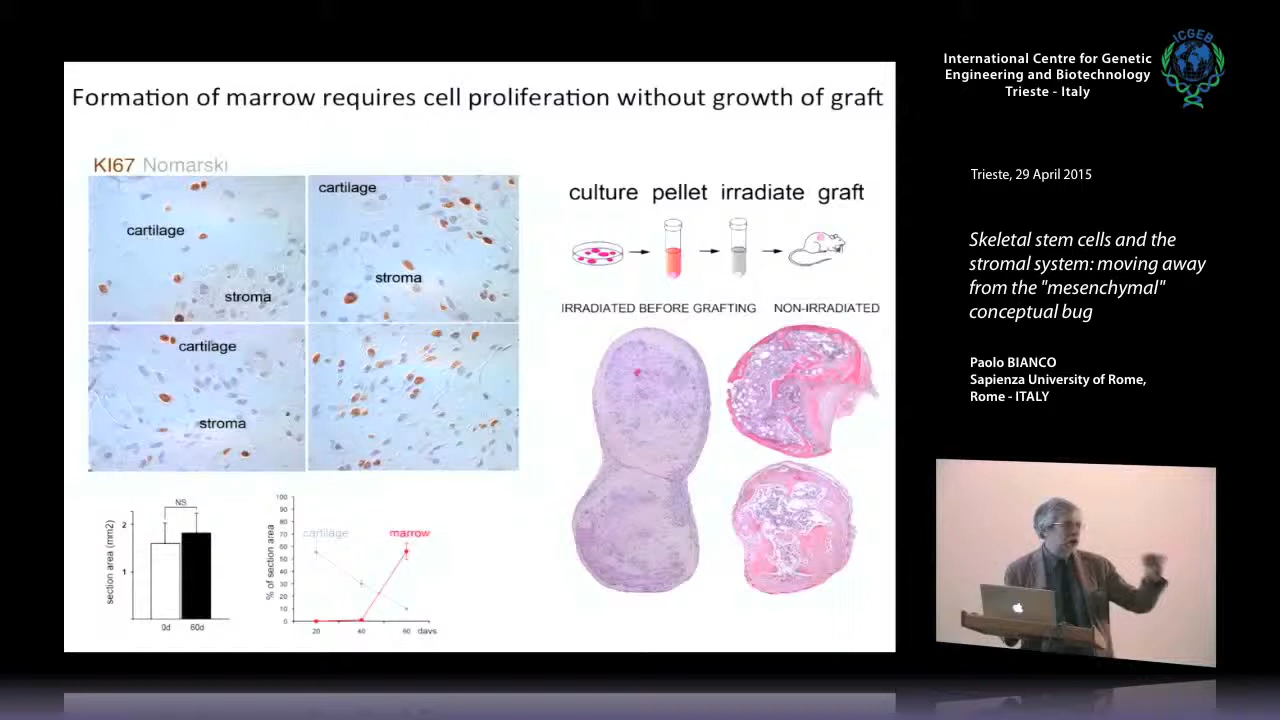 Formation of marrow requires cell proliferation without growth of graft
KI67 Nomarski
cartilage
stroma
cartilage
stroma
cartilage
stroma
NS
section area (mm2)
2
1
0d 60d
% of section area
100
90
80
70
60
50
40
30
20
10
0
cartilage
marrow
20 40 60 days
culture pellet irradiate graft
IRRADIATED BEFORE GRAFTING NON-IRRADIATED
International Centre for Genetic
Engineering and Biotechnology
Trieste - Italy
ICGEB
Trieste, 29 April 2015
Skeletal stem cells and the
stromal system: moving away
from the "mesenchymal"
conceptual bug
Paolo BIANCO
Sapienza University of Rome,
Rome - ITALY